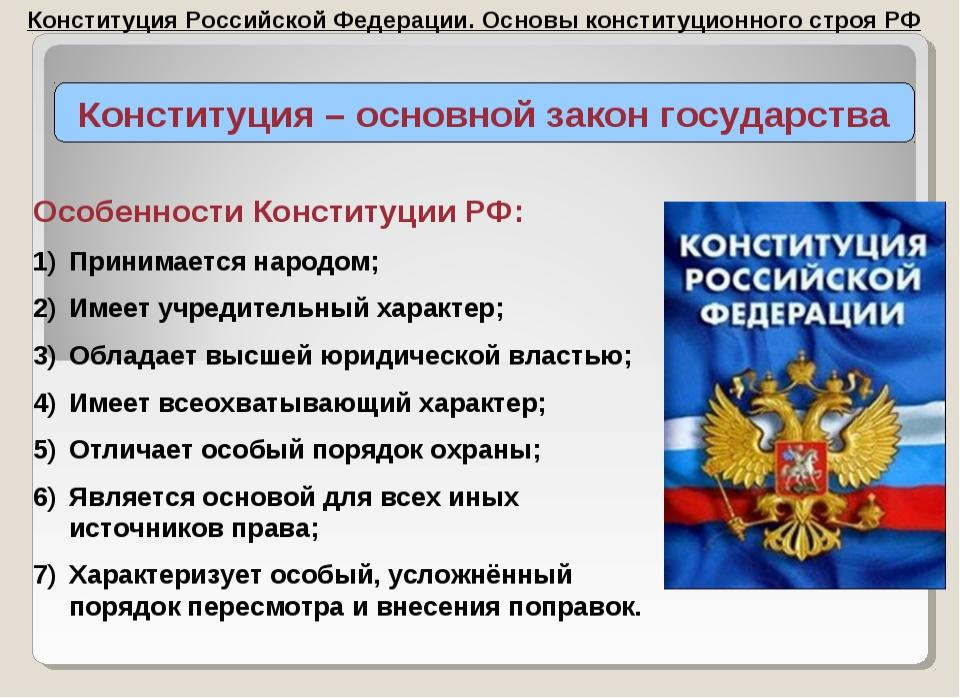 Конституция Российской Федерации. Основы конституционного строя РФ
Конституция – основной закон государства
Особенности Конституции РФ:
1) Принимается народом;
2) Имеет учредительный характер;
3) Обладает высшей юридической властью;
4) Имеет всеохватывающий характер;
5) Отличает особый порядок охраны;
6) Является основой для всех иных
источников права;
7) Характеризует особый, усложнённый
порядок пересмотра и внесения поправок.
КОНСТИТУЦИЯ
РОССИЙСКОЙ
ФЕДЕРАЦИИ